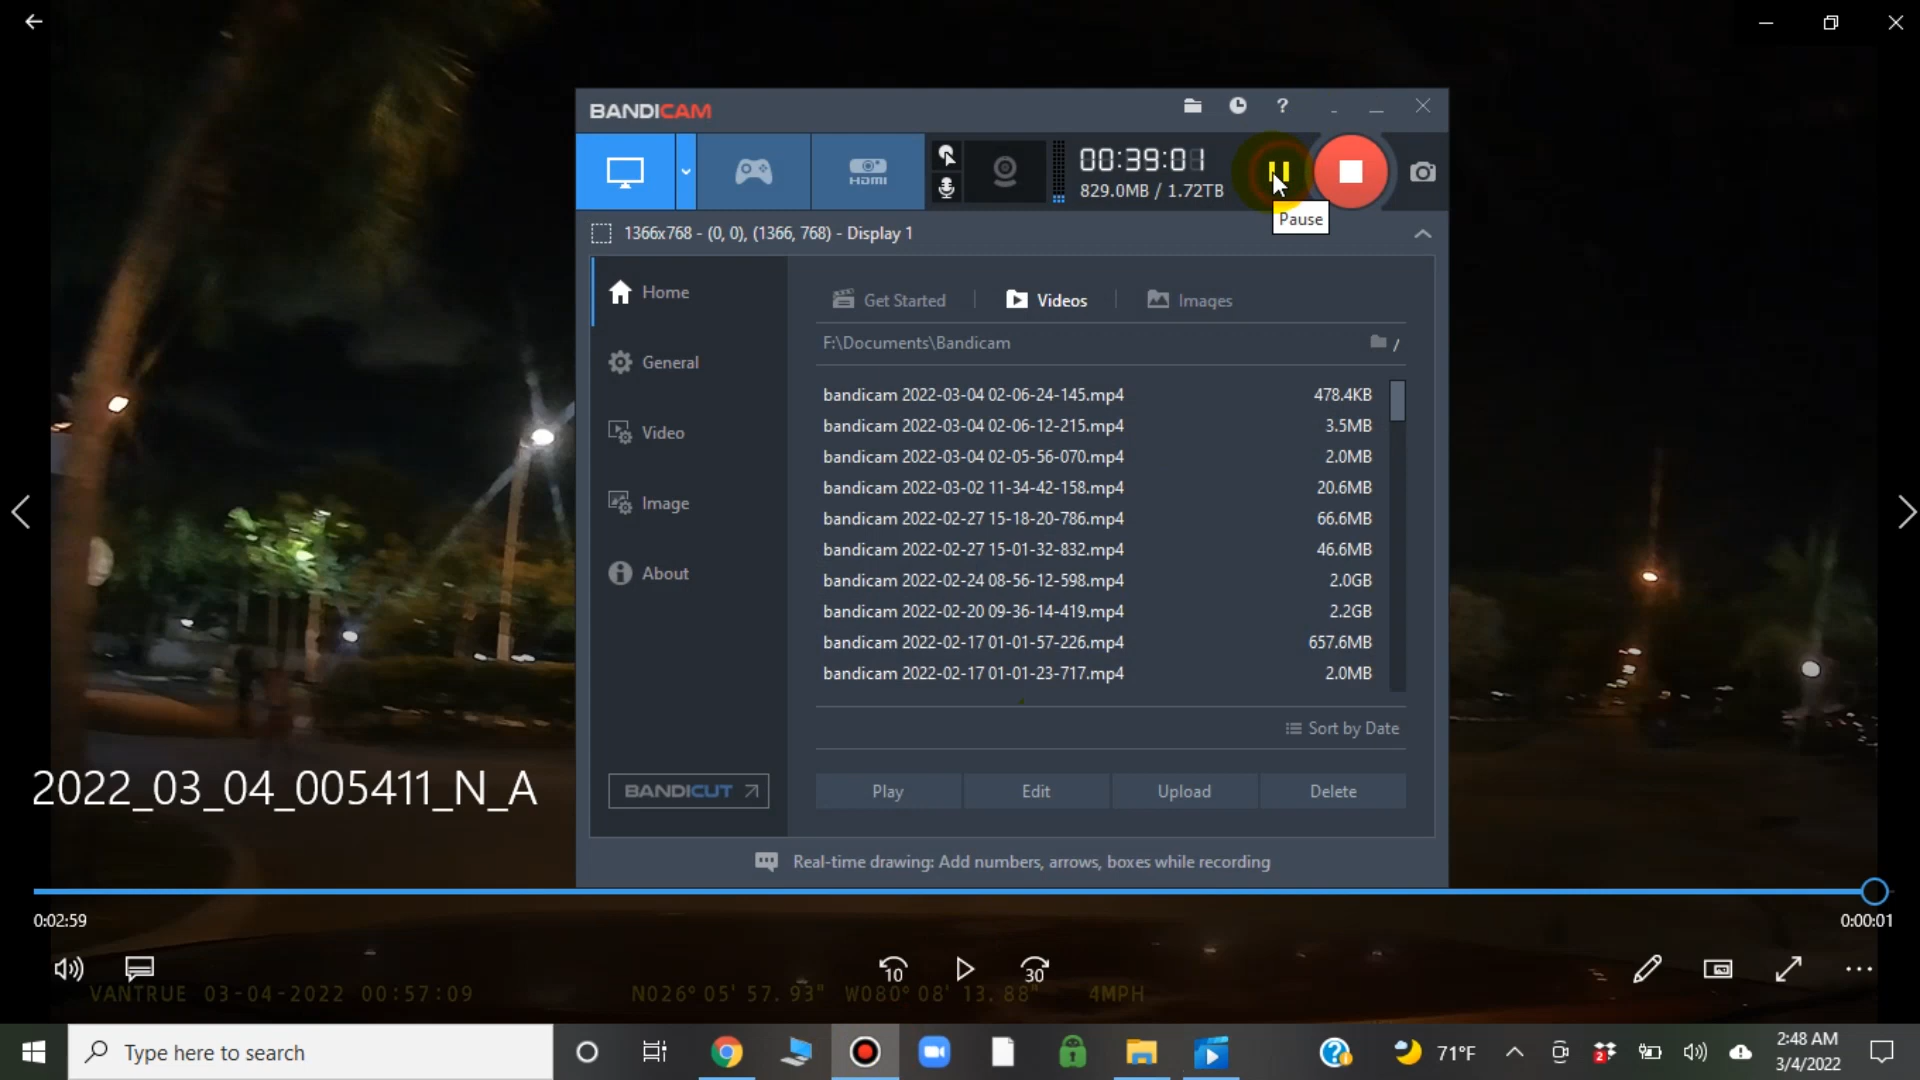 BANDICAM
HDMI
00:39:01
829.0MB / 1.72TB
Pause
1366x768 - (0, 0), (1366, 768) - Display 1
Home
General
Video
Image
About
BANDICUT
Get Started
Videos
Images
F:\Documents\Bandicam
bandicam 2022-03-04 02-06-24-145.mp4 478.4KB
bandicam 2022-03-04 02-06-12-215.mp4 3.5MB
bandicam 2022-03-04 02-05-56-070.mp4 2.0MB
bandicam 2022-03-02 11-34-42-158.mp4 20.6MB
bandicam 2022-02-27 15-18-20-786.mp4 66.6MB
bandicam 2022-02-27 15-01-32-832.mp4 46.6MB
bandicam 2022-02-24 08-56-12-598.mp4 2.0GB
bandicam 2022-02-20 09-36-14-419.mp4 2.2GB
bandicam 2022-02-17 01-01-57-226.mp4 657.6MB
bandicam 2022-02-17 01-01-23-717.mp4 2.0MB
Sort by Date
Play Edit Upload Delete
Real-time drawing: Add numbers, arrows, boxes while recording
2022_03_04_005411_N_A
0:02:59 0:00:01
10 30
VANTRUE 03-04-2022 00:57:09 N026° 05' 57.93" W080° 08' 13.88" 4MPH
Type here to search
71°F
2
2:48 AM
3/4/2022